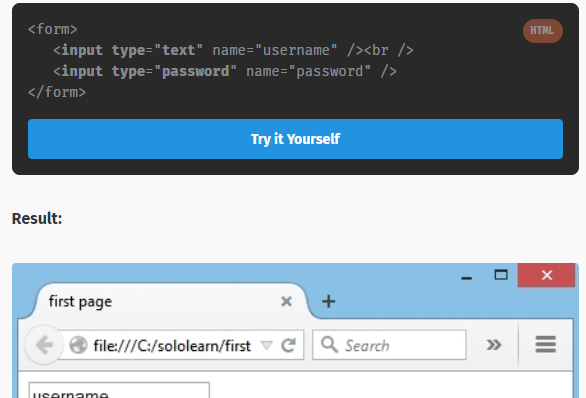 <form>
HTML
<input type="text" name="username" /><br />
<input type="password" name="password" />
</form>
Try it Yourself
Result:
first page
file:///C:/sololearn/first
Search
username